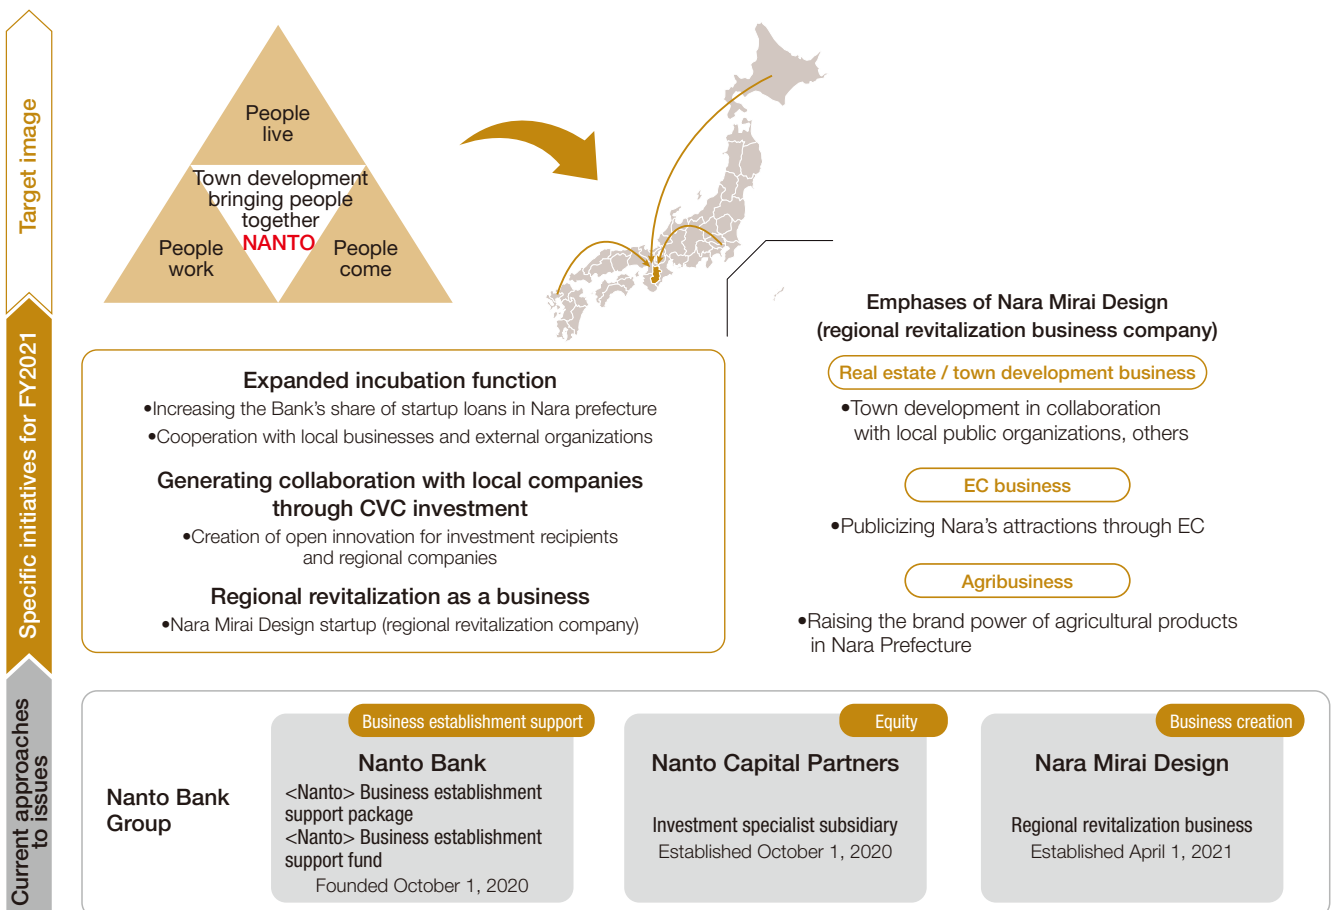 Target image
People
live
Town development
bringing people
together
NANTO
People
work
People
come
Specific initiatives for FY2021
Expanded incubation function
•Increasing the Bank’s share of startup loans in Nara prefecture
•Cooperation with local businesses and external organizations
Generating collaboration with local companies
through CVC investment
•Creation of open innovation for investment recipients
and regional companies
Regional revitalization as a business
•Nara Mirai Design startup (regional revitalization company)
Emphases of Nara Mirai Design
(regional revitalization business company)
Real estate / town development business
•Town development in collaboration
with local public organizations, others
EC business
•Publicizing Nara’s attractions through EC
Agribusiness
•Raising the brand power of agricultural products
in Nara Prefecture
Current approaches
to issues
Nanto Bank
Group
Business establishment support
Nanto Bank
<Nanto> Business establishment
support package
<Nanto> Business establishment
support fund
Founded October 1, 2020
Equity
Nanto Capital Partners
Investment specialist subsidiary
Established October 1, 2020
Business creation
Nara Mirai Design
Regional revitalization business
Established April 1, 2021